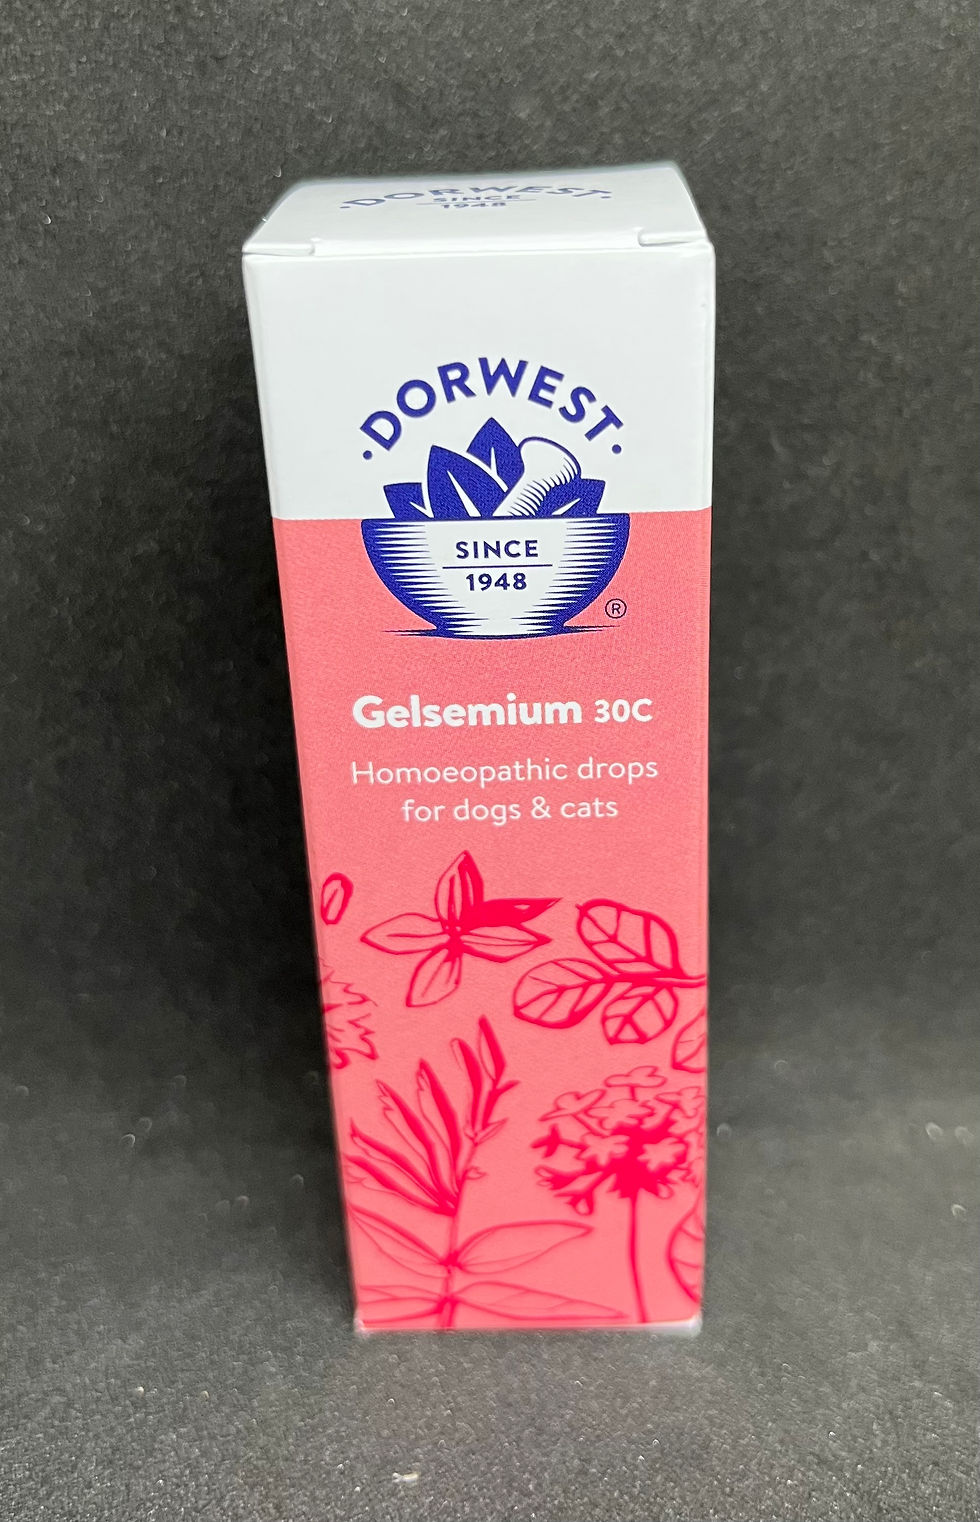 DORWEST
SINCE
1948
·DORWEST·
SINCE
1948
®
Gelsemium 30C
Homoeopathic drops
for dogs & cats